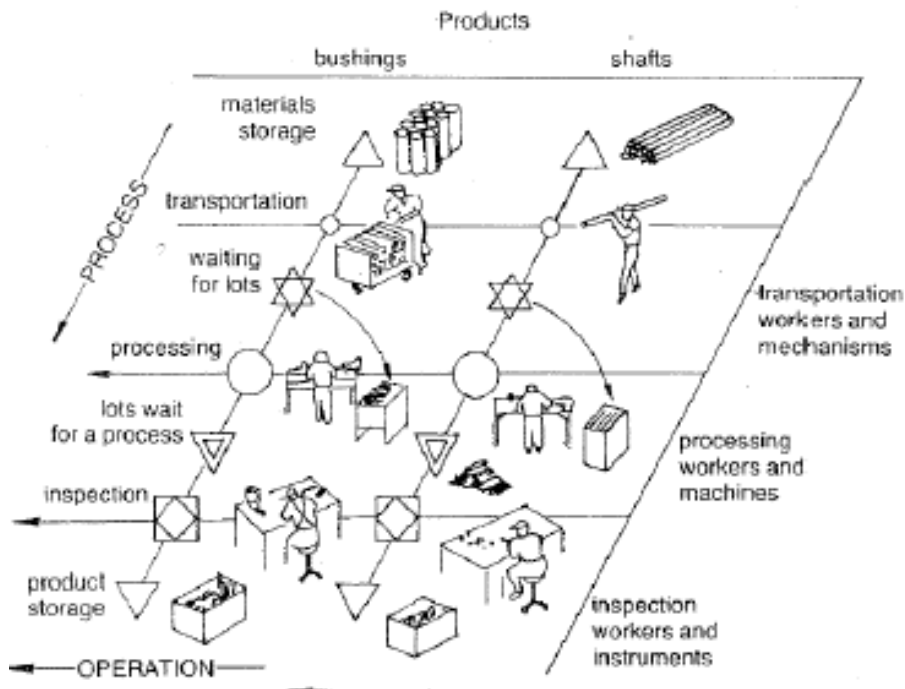 Products
bushings
shafts
materials
storage
transportation
waiting
for lots
PROCESS
transportation
workers and
mechanisms
processing
lots wait
for a process
processing
workers and
machines
inspection
product
storage
inspection
workers and
instruments
OPERATION